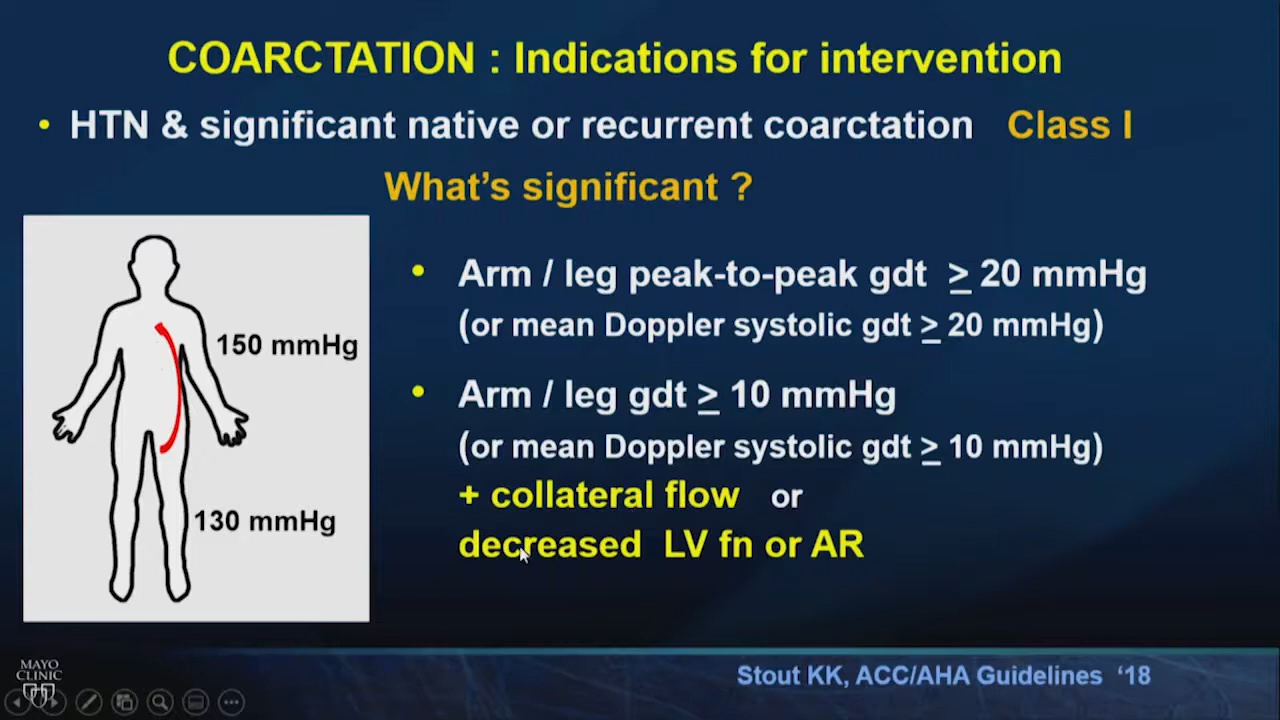 COARCTATION : Indications for intervention
• HTN & significant native or recurrent coarctation Class I
What's significant ?
150 mmHg
130 mmHg
• Arm / leg peak-to-peak gdt ≥ 20 mmHg
(or mean Doppler systolic gdt ≥ 20 mmHg)
• Arm / leg gdt ≥ 10 mmHg
(or mean Doppler systolic gdt ≥ 10 mmHg)
+ collateral flow or
decreased LV fn or AR
MAYO
CLINIC
Stout KK, ACC/AHA Guidelines ‘18